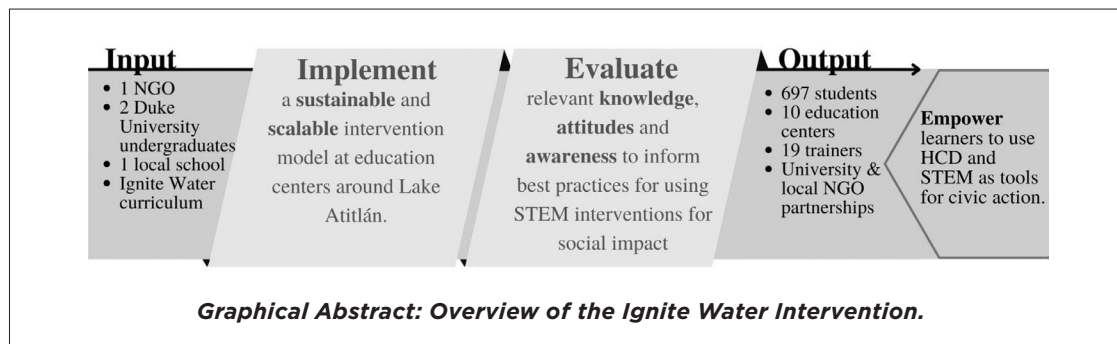 Input
• 1 NGO
• 2 Duke
University
undergraduates
• 1 local school
• Ignite Water
curriculum
Implement
a sustainable and
scalable intervention
model at education
centers around Lake
Atitlán.
Evaluate
relevant knowledge,
attitudes and
awareness to inform
best practices for using
STEM interventions for
social impact
Output
• 697 students
• 10 education
centers
• 19 trainers
• University &
local NGO
partnerships
Empower
learners to use
HCD and
STEM as tools
for civic action.
Graphical Abstract: Overview of the Ignite Water Intervention.